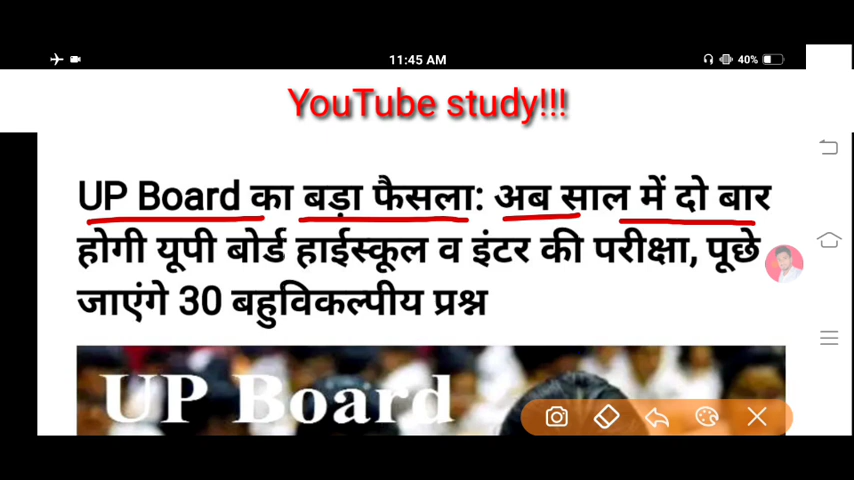 11:45 AM
40%
YouTube study!!!
UP Board का बड़ा फैसला: अब साल में दो बार
होगी यूपी बोर्ड हाईस्कूल व इंटर की परीक्षा, पूछे
जाएंगे 30 बहुविकल्पीय प्रश्न
UP Board